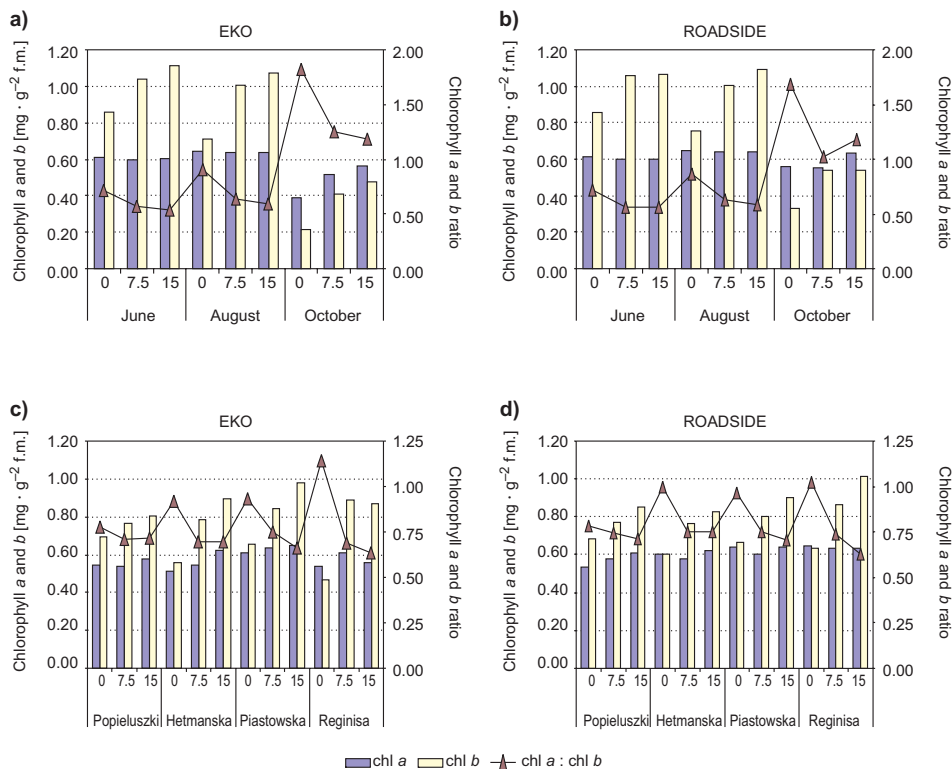 a)
EKO
Chlorophyll a and b [mg · g⁻² f.m.]
1.20
1.00
0.80
0.60
0.40
0.20
0.00
2.00
1.50
1.00
0.50
0.00
Chlorophyll a and b ratio
0 7.5 15 0 7.5 15 0 7.5 15
June August October
b)
ROADSIDE
Chlorophyll a and b [mg · g⁻² f.m.]
1.20
1.00
0.80
0.60
0.40
0.20
0.00
2.00
1.50
1.00
0.50
0.00
Chlorophyll a and b ratio
0 7.5 15 0 7.5 15 0 7.5 15
June August October
c)
EKO
Chlorophyll a and b [mg · g⁻² f.m.]
1.20
1.00
0.80
0.60
0.40
0.20
0.00
1.25
1.00
0.75
0.50
0.25
0.00
Chlorophyll a and b ratio
0 7.5 15 0 7.5 15 0 7.5 15 0 7.5 15
Popieluszki Hetmanska Piastowska Reginisa
d)
ROADSIDE
Chlorophyll a and b [mg · g⁻² f.m.]
1.20
1.00
0.80
0.60
0.40
0.20
0.00
1.25
1.00
0.75
0.50
0.25
0.00
Chlorophyll a and b ratio
0 7.5 15 0 7.5 15 0 7.5 15 0 7.5 15
Popieluszki Hetmanska Piastowska Reginisa
chl a chl b chl a : chl b